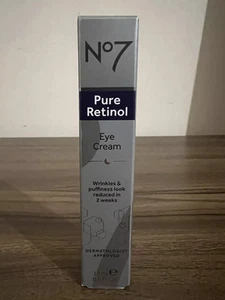 No7
Pure
Retinol
Eye
Cream
Wrinkles &
puffiness look
reduced in
2 weeks
DERMATOLOGIST
APPROVED